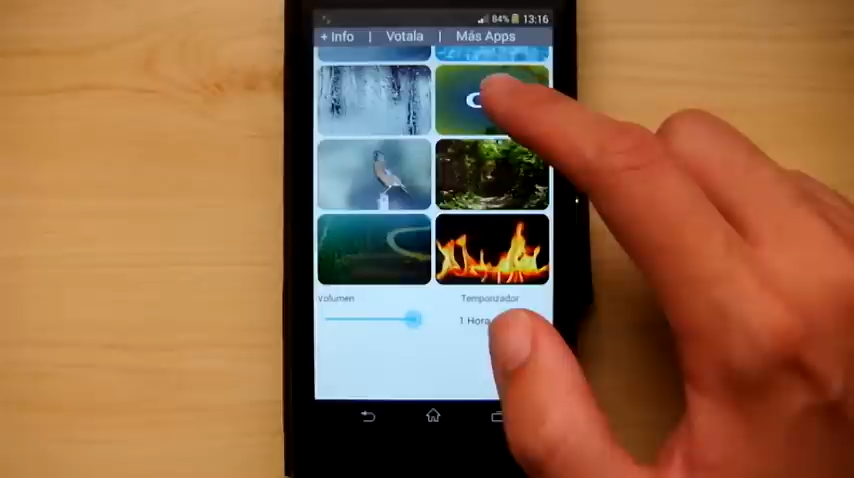 84% 13:16
+ Info | Votala | Más Apps
Volumen Temporizador
1 Hora